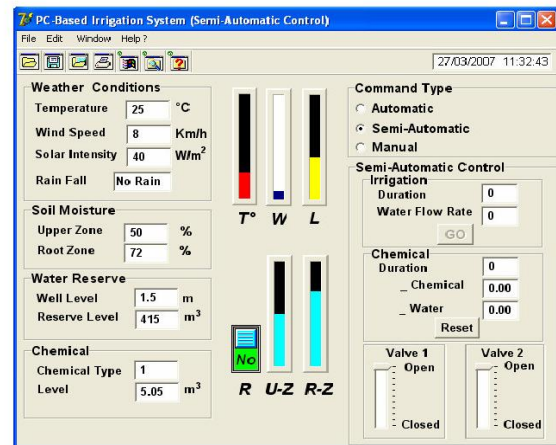 PC-Based Irrigation System (Semi-Automatic Control)
File Edit Window Help ?
27/03/2007 11:32:43
Weather Conditions
Temperature 25 °C
Wind Speed 8 Km/h
Solar Intensity 40 W/m²
Rain Fall No Rain
Soil Moisture
Upper Zone 50 %
Root Zone 72 %
Water Reserve
Well Level 1.5 m
Reserve Level 415 m³
Chemical
Chemical Type 1
Level 5.05 m³
T° W L
No
R U-Z R-Z
Command Type
Automatic
Semi-Automatic
Manual
Semi-Automatic Control
Irrigation
Duration 0
Water Flow Rate 0
GO
Chemical
Duration 0
_ Chemical 0.00
_ Water 0.00
Reset
Valve 1 Valve 2
Open Open
Closed Closed